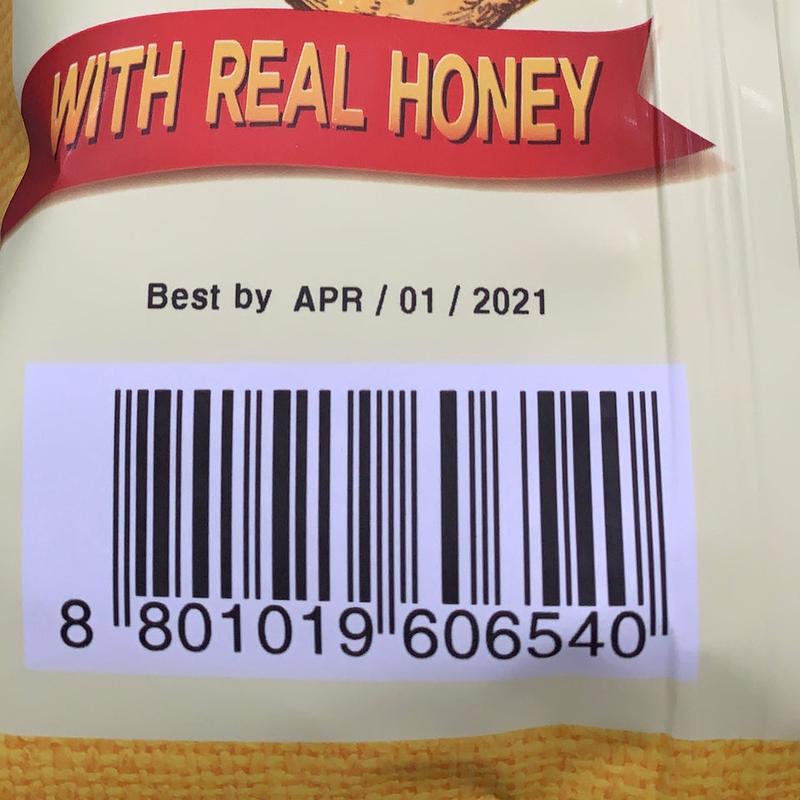 WITH REAL HONEY
Best by APR / 01 / 2021
8 801019 606540